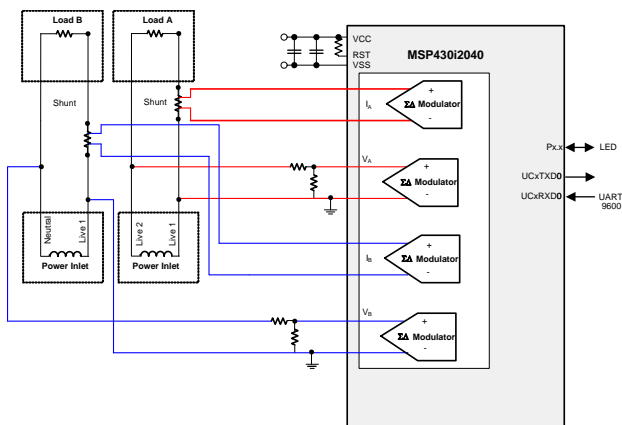 Load B
Load A
VCC
RST
VSS
MSP430i2040
Shunt
Shunt
IA
+
ΣΔ Modulator
-
Px.x
LED
VA
+
ΣΔ Modulator
-
UCxTXD0
UCxRXD0
UART
9600
Neutral
Live 1
Live 2
Live 1
Power Inlet
Power Inlet
IB
+
ΣΔ Modulator
-
VB
+
ΣΔ Modulator
-